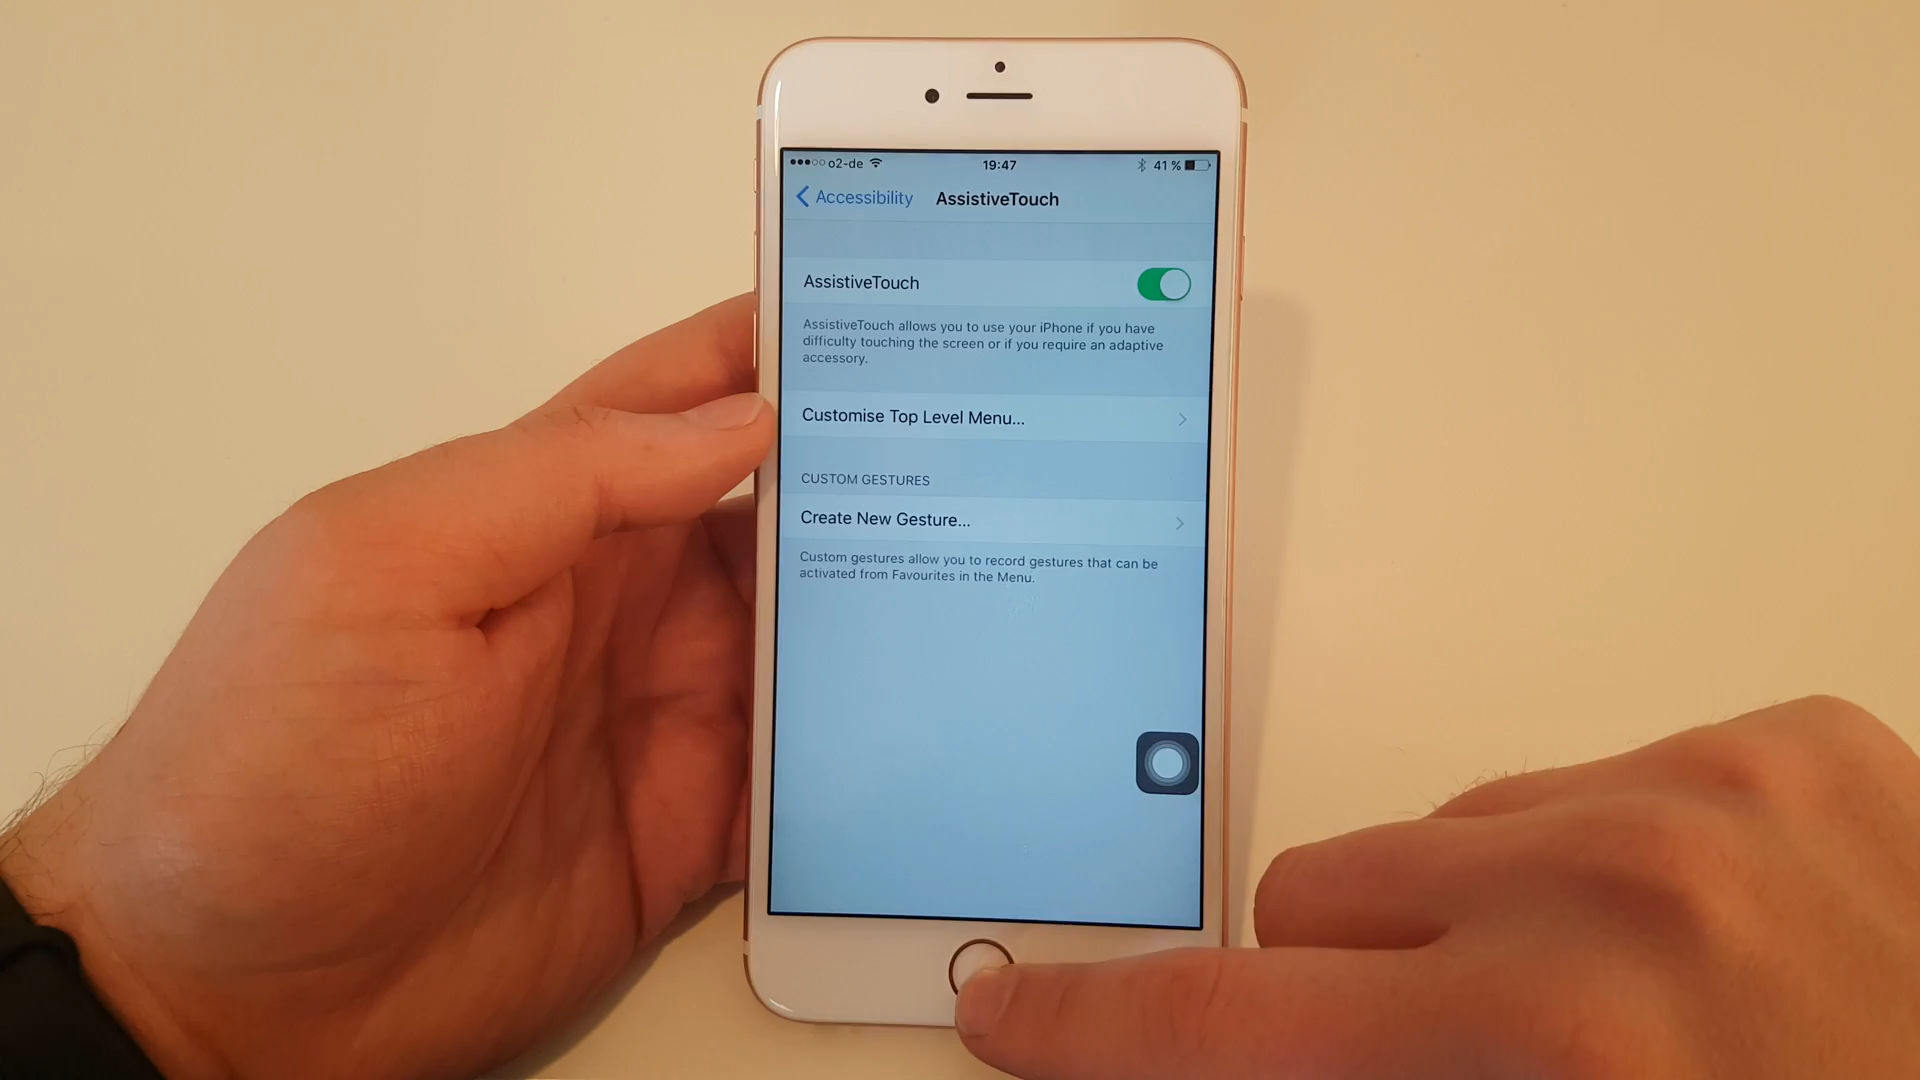 o2-de 19:47 41 %
Accessibility AssistiveTouch
AssistiveTouch
AssistiveTouch allows you to use your iPhone if you have
difficulty touching the screen or if you require an adaptive
accessory.
Customise Top Level Menu...
CUSTOM GESTURES
Create New Gesture...
Custom gestures allow you to record gestures that can be
activated from Favourites in the Menu.